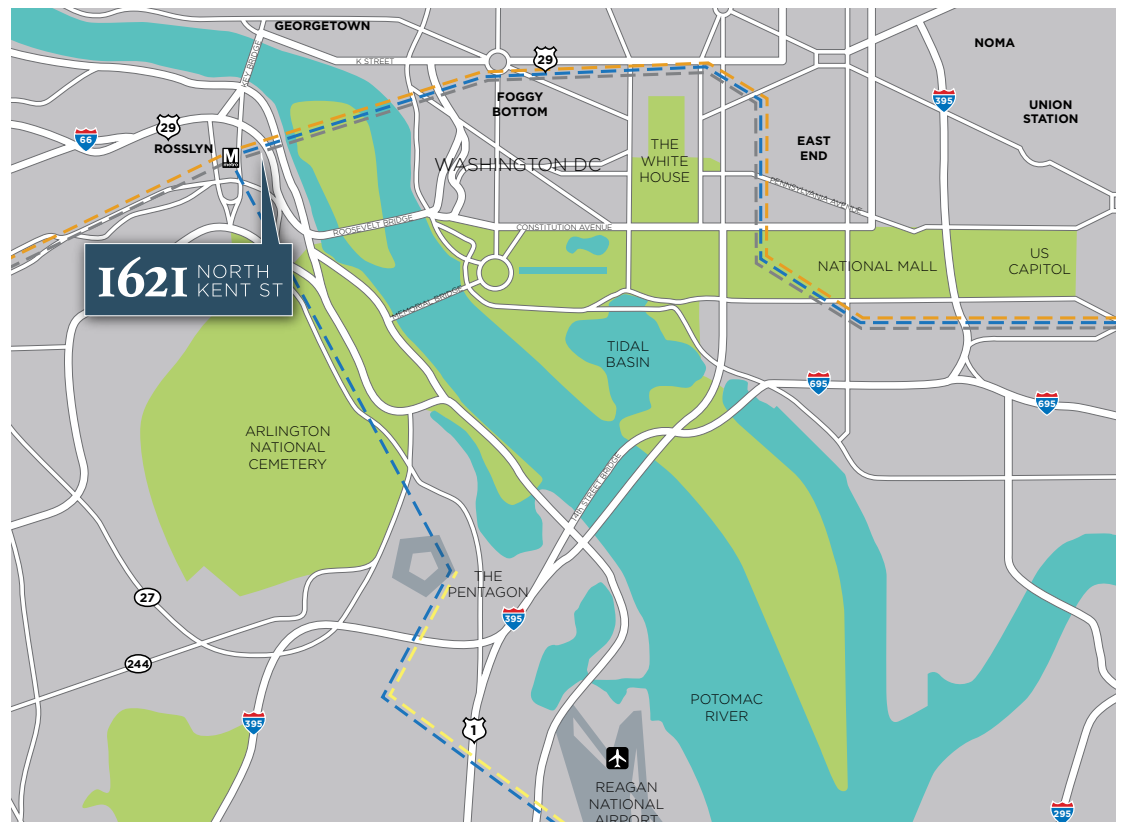 GEORGETOWN
KEY BRIDGE
K STREET
29
NOMA
395
UNION
STATION
66
29
ROSSLYN
M
metro
FOGGY
BOTTOM
WASHINGTON DC
THE
WHITE
HOUSE
EAST
END
PENNSYLVANIA AVENUE
ROOSEVELT BRIDGE
CONSTITUTION AVENUE
1621 NORTH
KENT ST
NATIONAL MALL
US
CAPITOL
MEMORIAL BRIDGE
TIDAL
BASIN
695
695
ARLINGTON
NATIONAL
CEMETERY
14th STREET BRIDGE
THE
PENTAGON
27
395
244
395
1
POTOMAC
RIVER
REAGAN
NATIONAL
AIRPORT
295